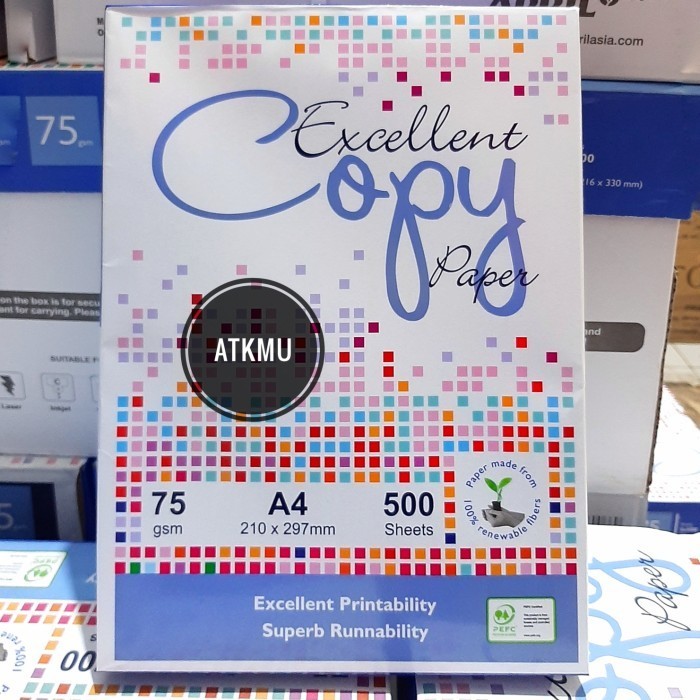 Excellent
Copy
Paper
ATKMU
75
gsm
A4
210 x 297mm
500
Sheets
Paper made from
100% renewable fibers
Excellent Printability
Superb Runnability
PEFC
75 gsm
rilasia.com
16 x 330 mm)
on the box is for secu
ant for carrying. Pleas
SUITABLE F
Laser
Inkjet
and
Paper